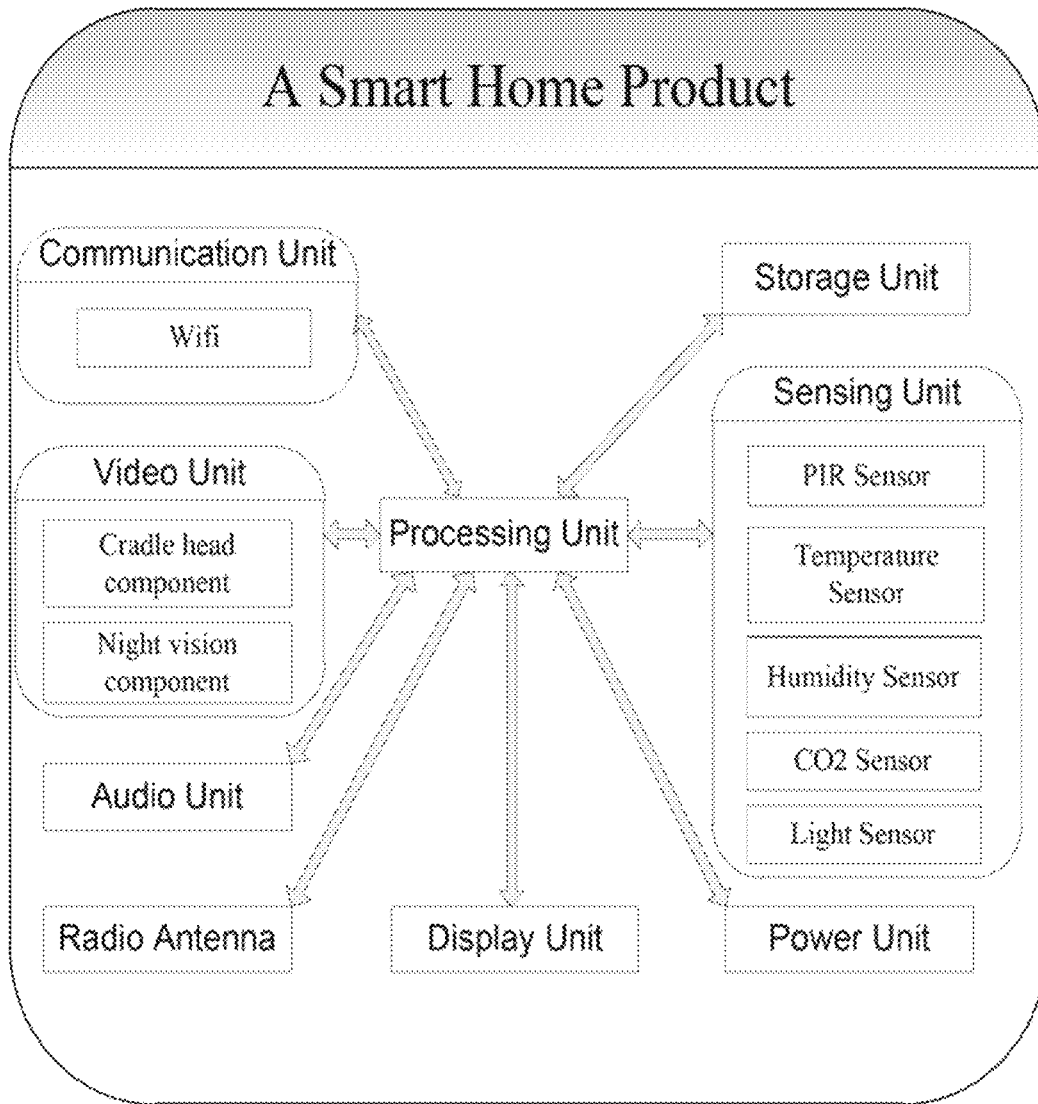 A Smart Home Product
Communication Unit
Wifi
Storage Unit
Sensing Unit
PIR Sensor
Temperature
Sensor
Humidity Sensor
CO2 Sensor
Light Sensor
Video Unit
Cradle head
component
Night vision
component
Processing Unit
Audio Unit
Radio Antenna
Display Unit
Power Unit